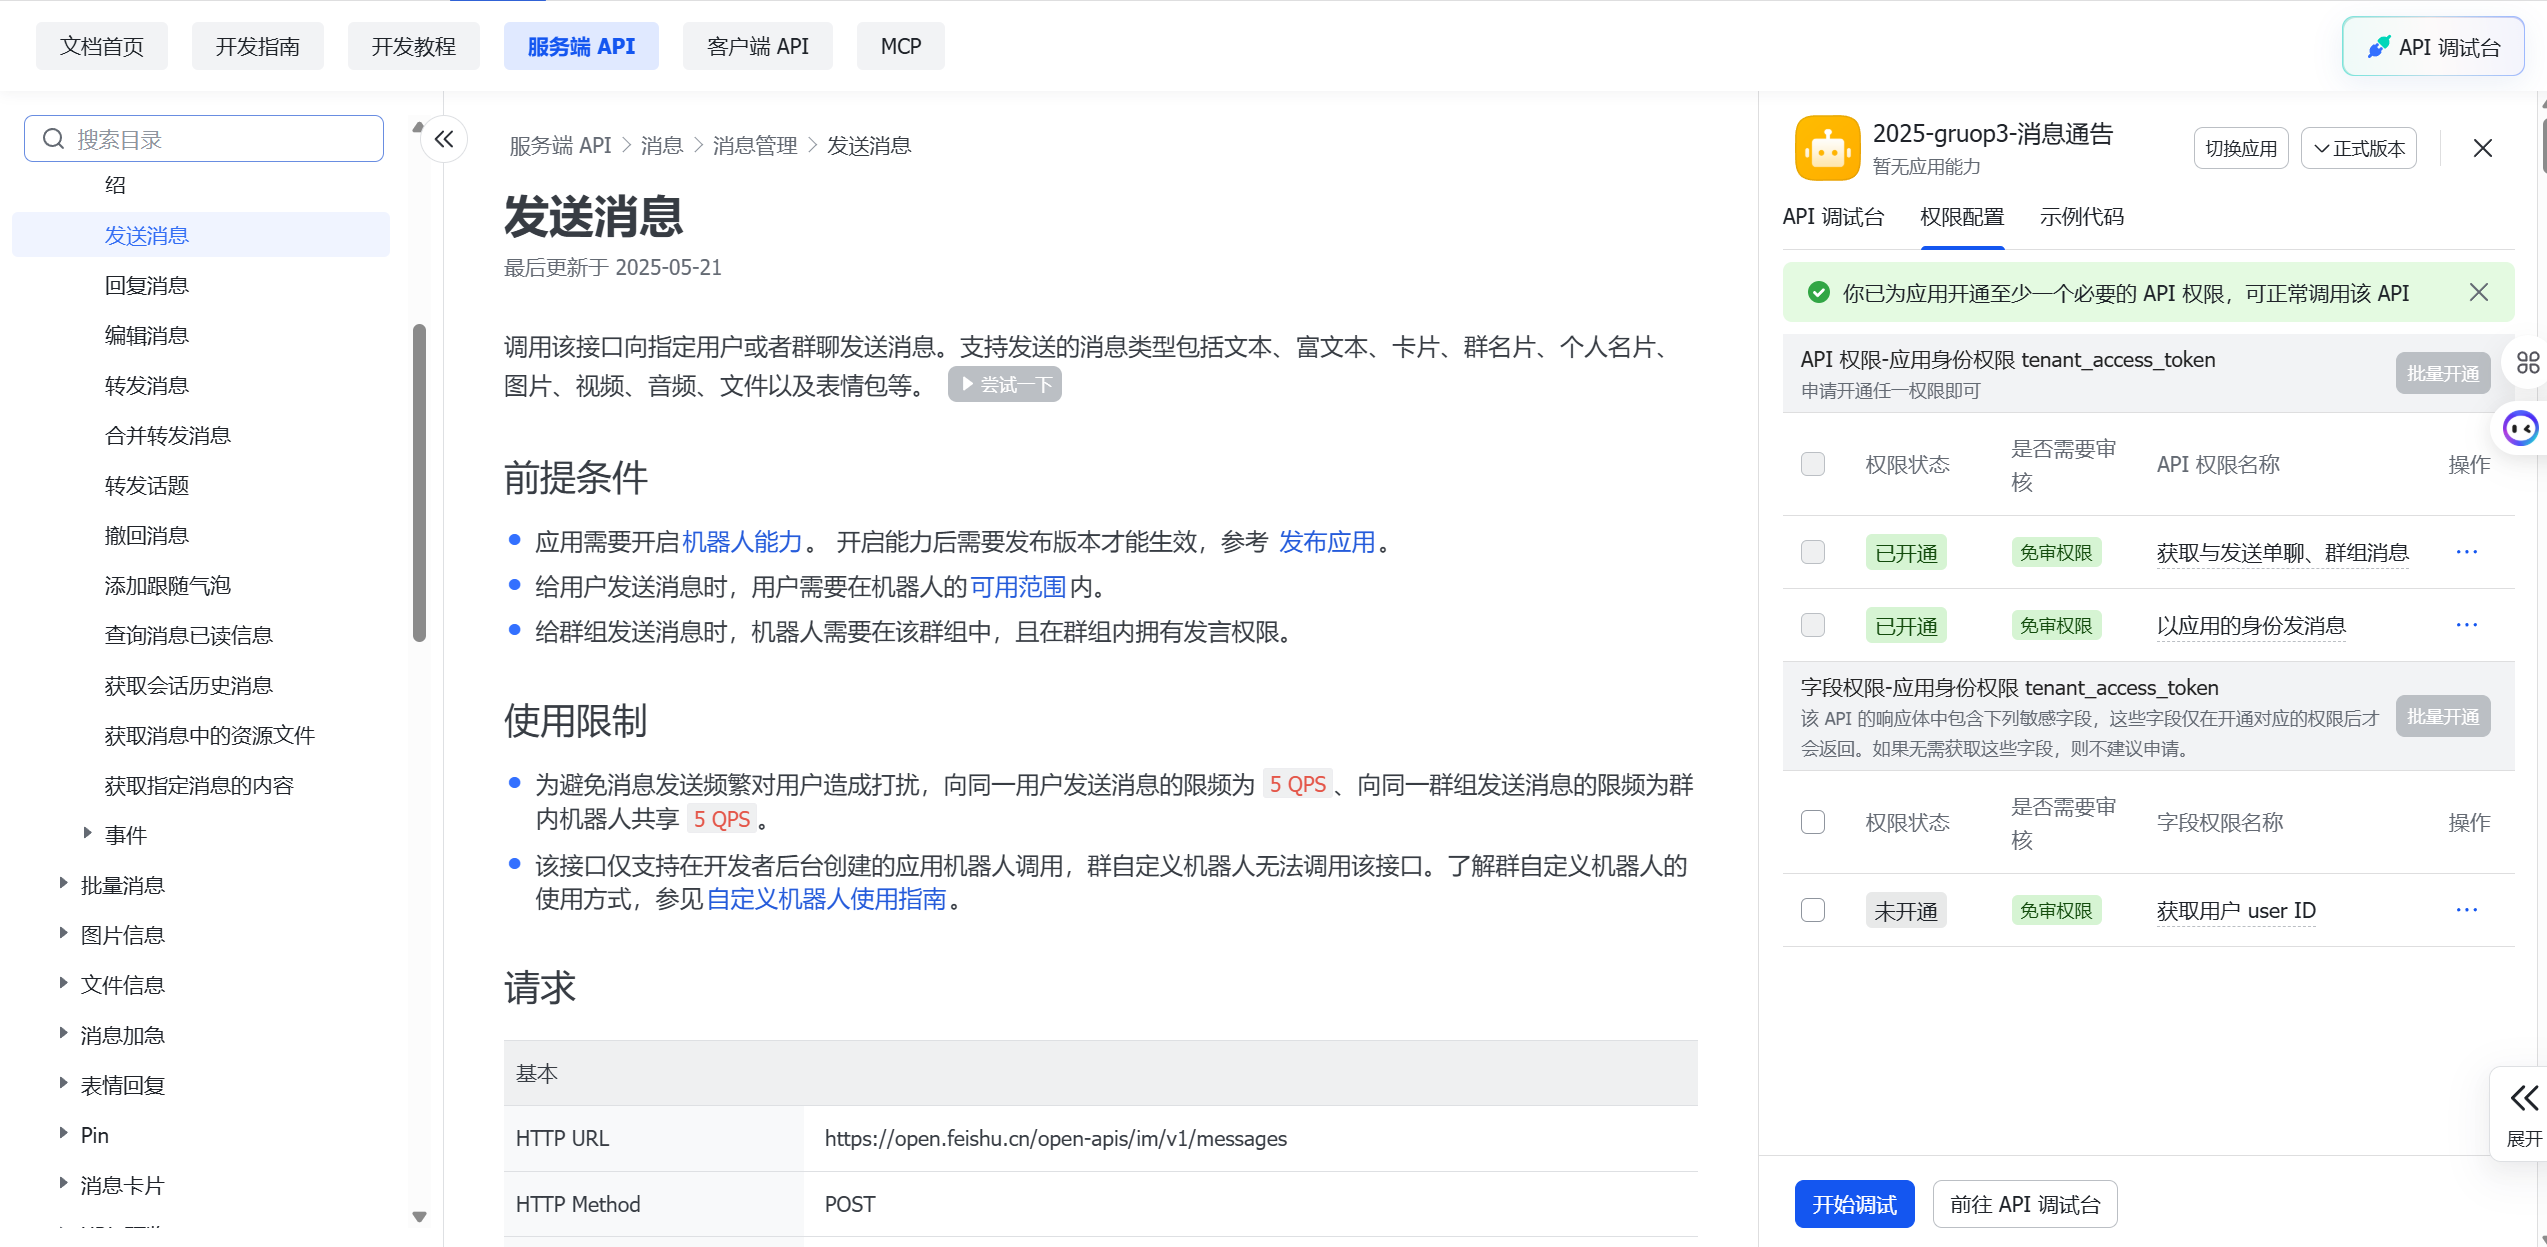 文档首页
开发指南
开发教程
服务端 API
客户端 API
MCP
API 调试台
搜索目录
绍
发送消息
回复消息
编辑消息
转发消息
合并转发消息
转发话题
撤回消息
添加跟随气泡
查询消息已读信息
获取会话历史消息
获取消息中的资源文件
获取指定消息的内容
事件
批量消息
图片信息
文件信息
消息加急
表情回复
Pin
消息卡片
服务端 API > 消息 > 消息管理 > 发送消息
发送消息
最后更新于 2025-05-21
调用该接口向指定用户或者群聊发送消息。支持发送的消息类型包括文本、富文本、卡片、群名片、个人名片、
图片、视频、音频、文件以及表情包等。 尝试一下
前提条件
应用需要开启机器人能力。 开启能力后需要发布版本才能生效，参考 发布应用。
给用户发送消息时，用户需要在机器人的可用范围内。
给群组发送消息时，机器人需要在该群组中，且在群组内拥有发言权限。
使用限制
为避免消息发送频繁对用户造成打扰，向同一用户发送消息的限频为 5 QPS、向同一群组发送消息的限频为群
内机器人共享 5 QPS。
该接口仅支持在开发者后台创建的应用机器人调用，群自定义机器人无法调用该接口。了解群自定义机器人的
使用方式，参见自定义机器人使用指南。
请求
基本
HTTP URL
https://open.feishu.cn/open-apis/im/v1/messages
HTTP Method
POST
2025-gruop3-消息通告
暂无应用能力
切换应用
正式版本
API 调试台
权限配置
示例代码
你已为应用开通至少一个必要的 API 权限，可正常调用该 API
API 权限-应用身份权限 tenant_access_token
申请开通任一权限即可
批量开通
权限状态
是否需要审
核
API 权限名称
操作
已开通
免审权限
获取与发送单聊、群组消息
···
已开通
免审权限
以应用的身份发消息
···
字段权限-应用身份权限 tenant_access_token
该 API 的响应体中包含下列敏感字段，这些字段仅在开通对应的权限后才
会返回。如果无需获取这些字段，则不建议申请。
批量开通
权限状态
是否需要审
核
字段权限名称
操作
未开通
免审权限
获取用户 user ID
···
展开
开始调试
前往 API 调试台